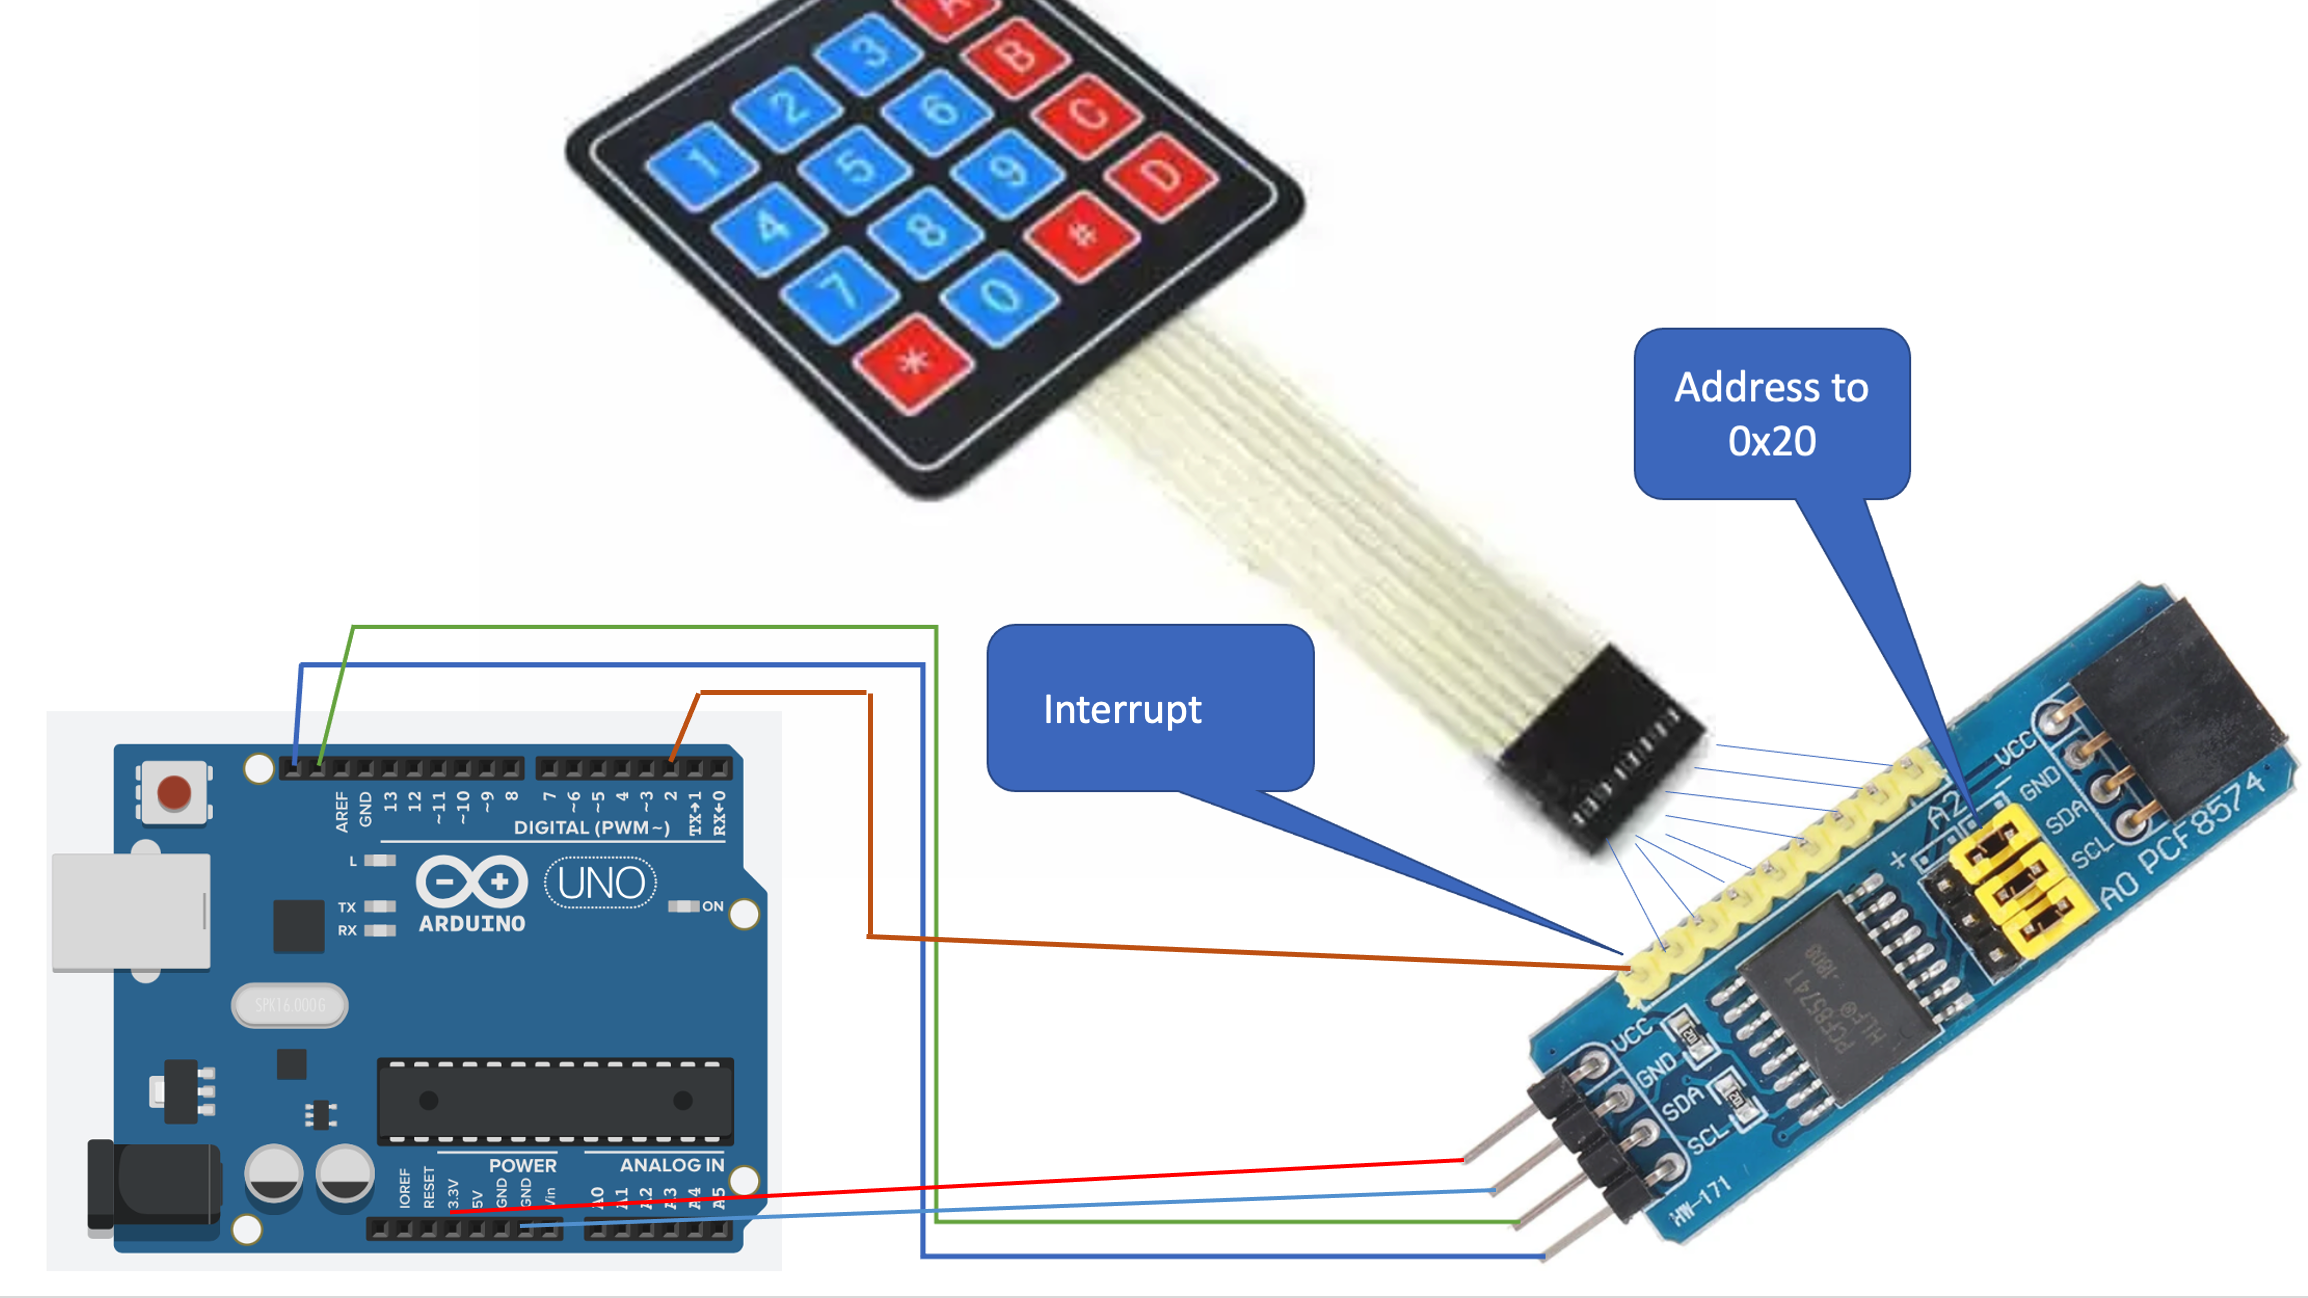 A
3
B
2
6
C
1
5
9
D
4
8
#
7
0
*
Address to
0x20
Interrupt
AREF
GND
13
12
~11
~10
~9
8
7
~6
~5
4
~3
2
TX→1
RX←0
DIGITAL (PWM~)
L
TX
RX
ON
UNO
ARDUINO
SPK16.000G
POWER
ANALOG IN
IOREF
RESET
3.3V
5V
GND
GND
Vin
A0
A1
A2
A3
A4
A5
VCC
GND
SDA
SCL
A2
A0
PCF8574
+
-
PCF8574T
HLF®
1809
VCC
GND
SDA
SCL
HW-171